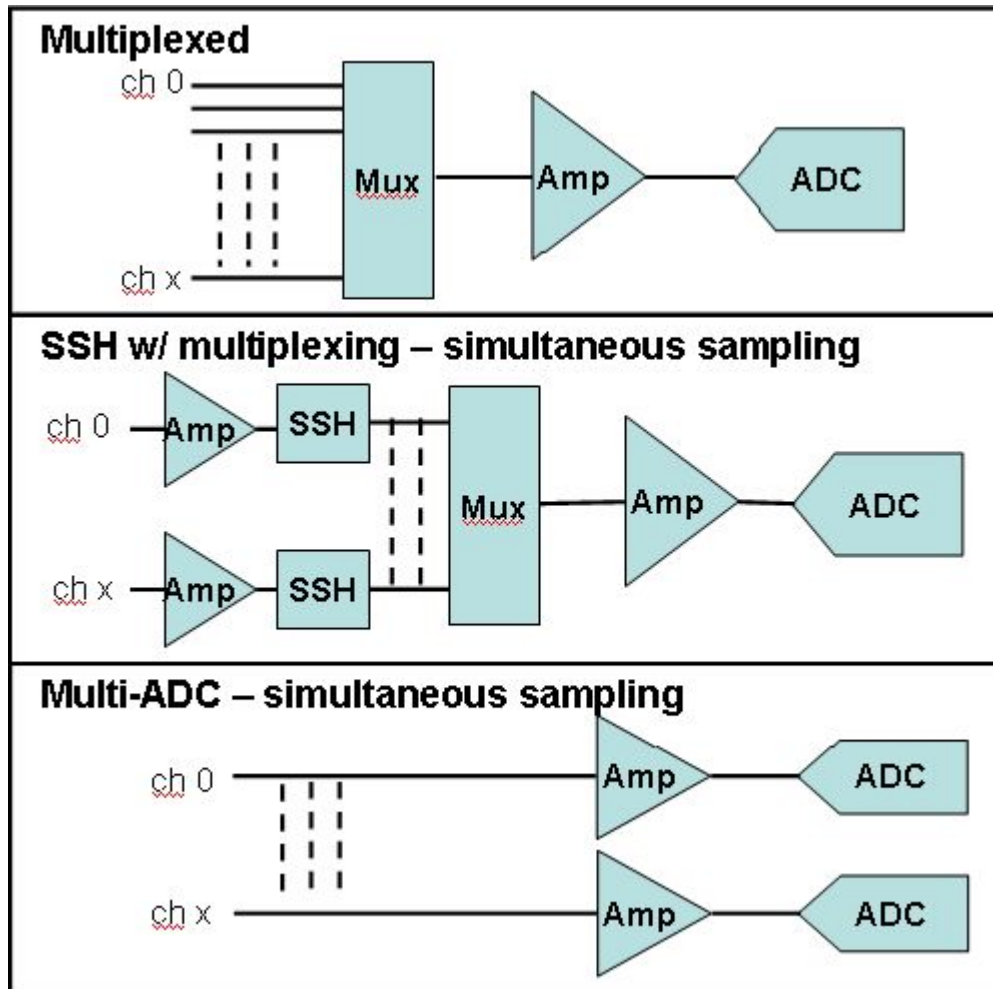 Multiplexed
ch 0
Mux
Amp
ADC
ch x
SSH w/ multiplexing – simultaneous sampling
ch 0
Amp
SSH
Mux
Amp
ADC
ch x
Amp
SSH
Multi-ADC – simultaneous sampling
ch 0
Amp
ADC
ch x
Amp
ADC